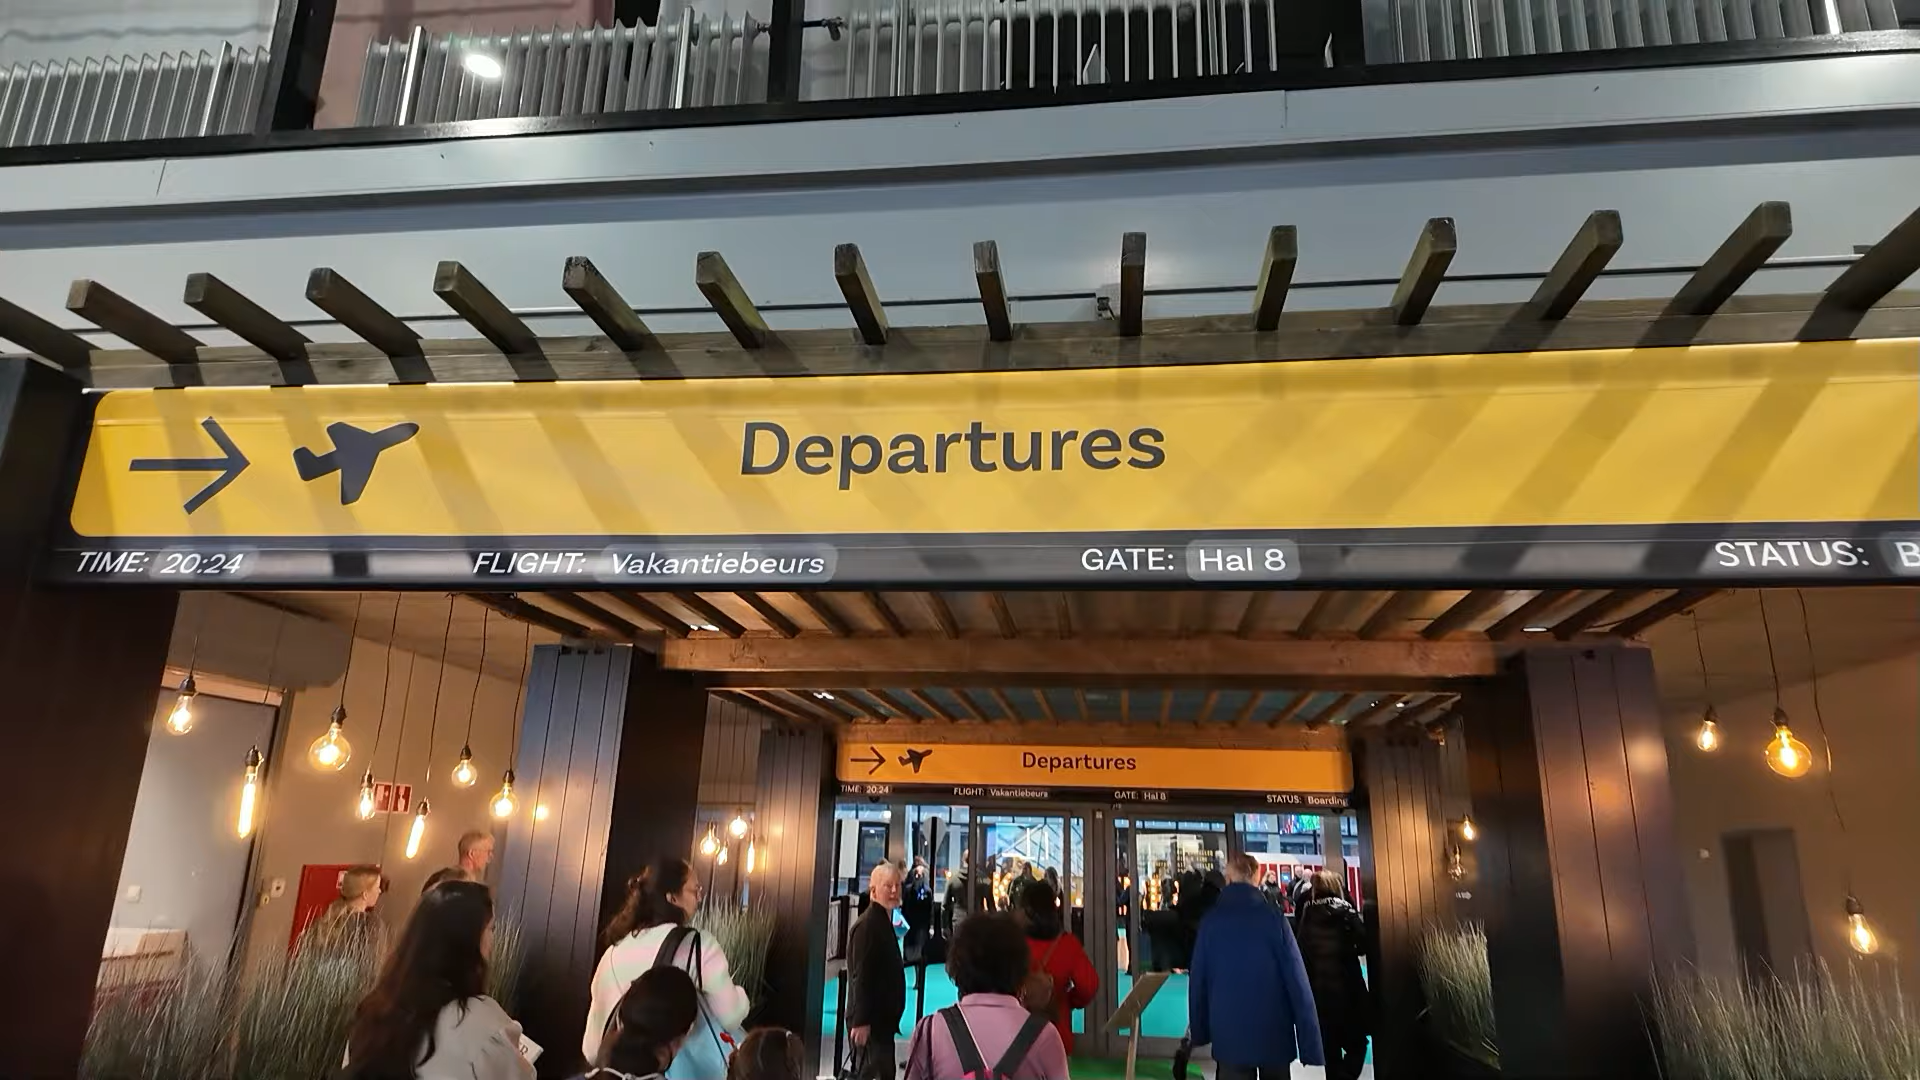 Departures
TIME: 20:24 FLIGHT: Vakantiebeurs GATE: Hal 8 STATUS:
Departures
TIME: 20:24 FLIGHT: Vakantiebeurs GATE: Hal 8 STATUS: Boarding